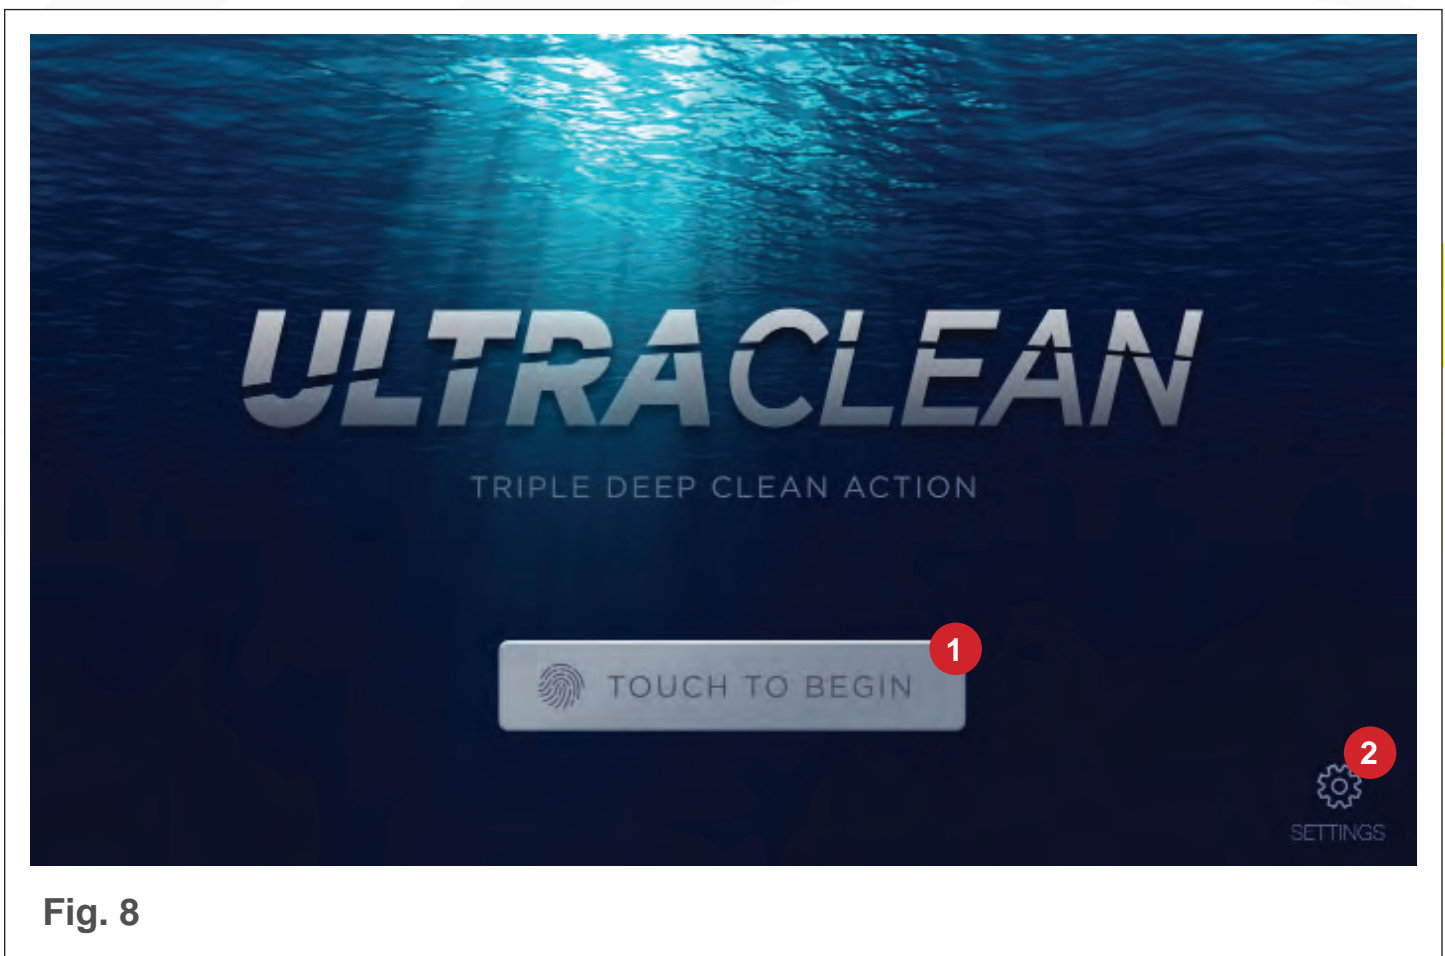 ULTRACLEAN
TRIPLE DEEP CLEAN ACTION
1
TOUCH TO BEGIN
2
SETTINGS
Fig. 8